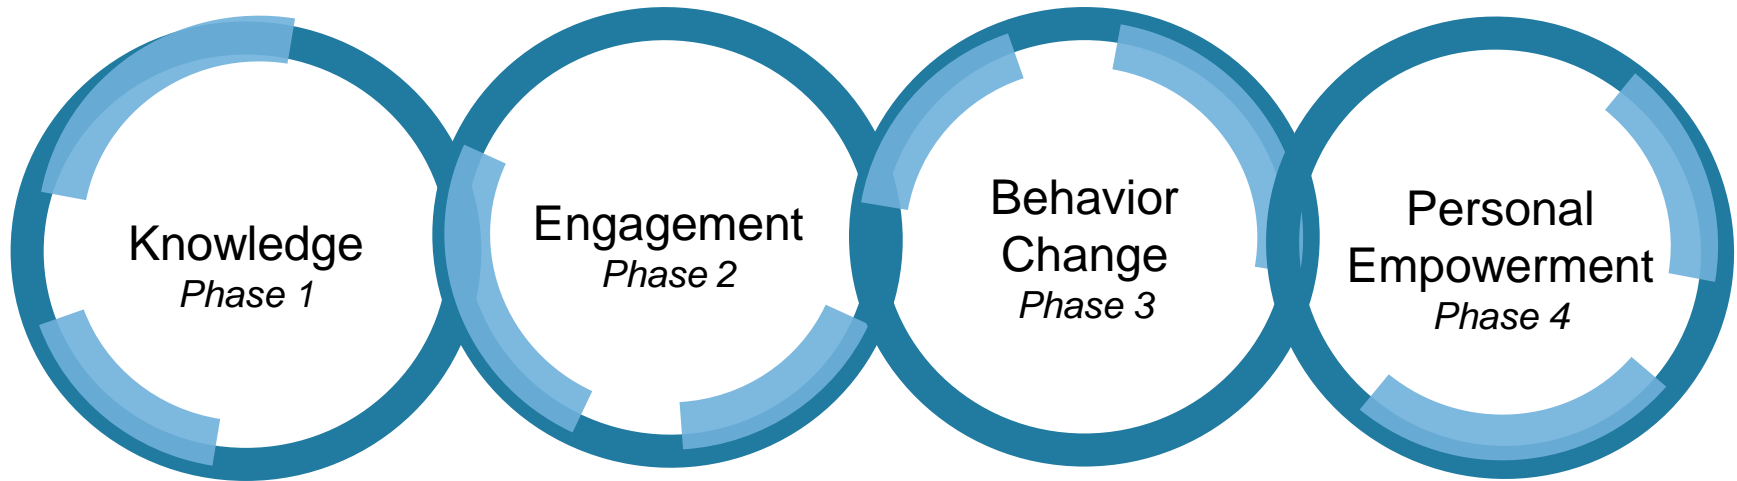 Knowledge
Phase 1
Engagement
Phase 2
Behavior
Change
Phase 3
Personal
Empowerment
Phase 4